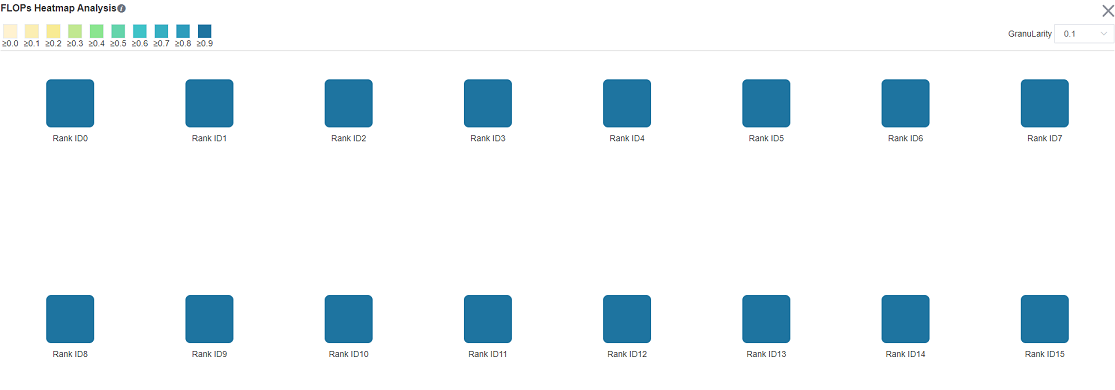 FLOPs Heatmap Analysis
≥0.0 ≥0.1 ≥0.2 ≥0.3 ≥0.4 ≥0.5 ≥0.6 ≥0.7 ≥0.8 ≥0.9
GranuLarity 0.1
Rank ID0 Rank ID1 Rank ID2 Rank ID3 Rank ID4 Rank ID5 Rank ID6 Rank ID7
Rank ID8 Rank ID9 Rank ID10 Rank ID11 Rank ID12 Rank ID13 Rank ID14 Rank ID15